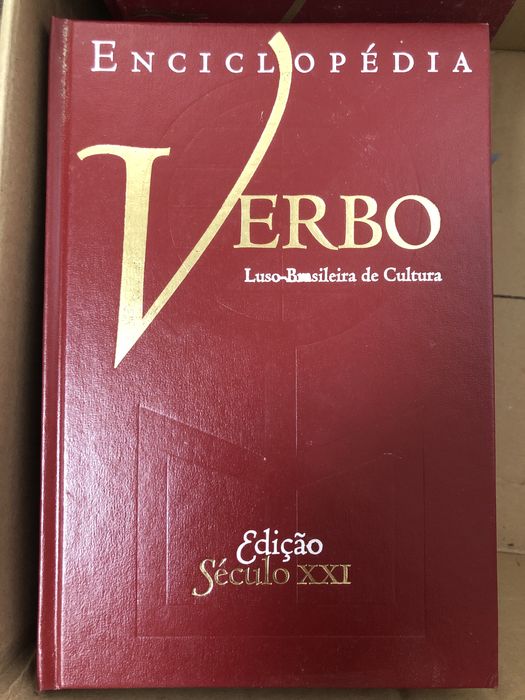 ENCICLOPÉDIA
VERBO
Luso-Brasileira de Cultura
Edição
Século XXI